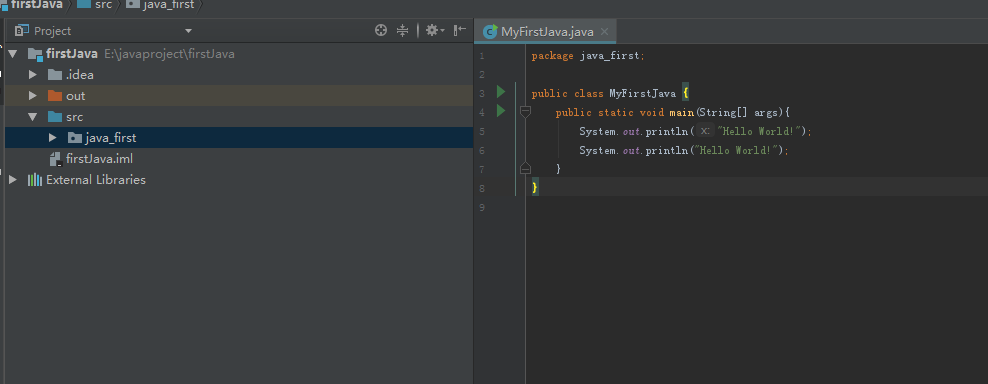 firstJava src java_first
Project
MyFirstJava.java
firstJava E:\javaproject\firstJava
.idea
out
src
java_first
firstJava.iml
External Libraries
1 package java_first;
2
3 public class MyFirstJava {
4 public static void main(String[] args){
5 System.out.println( x: "Hello World!");
6 System.out.println("Hello World!");
7 }
8 }
9